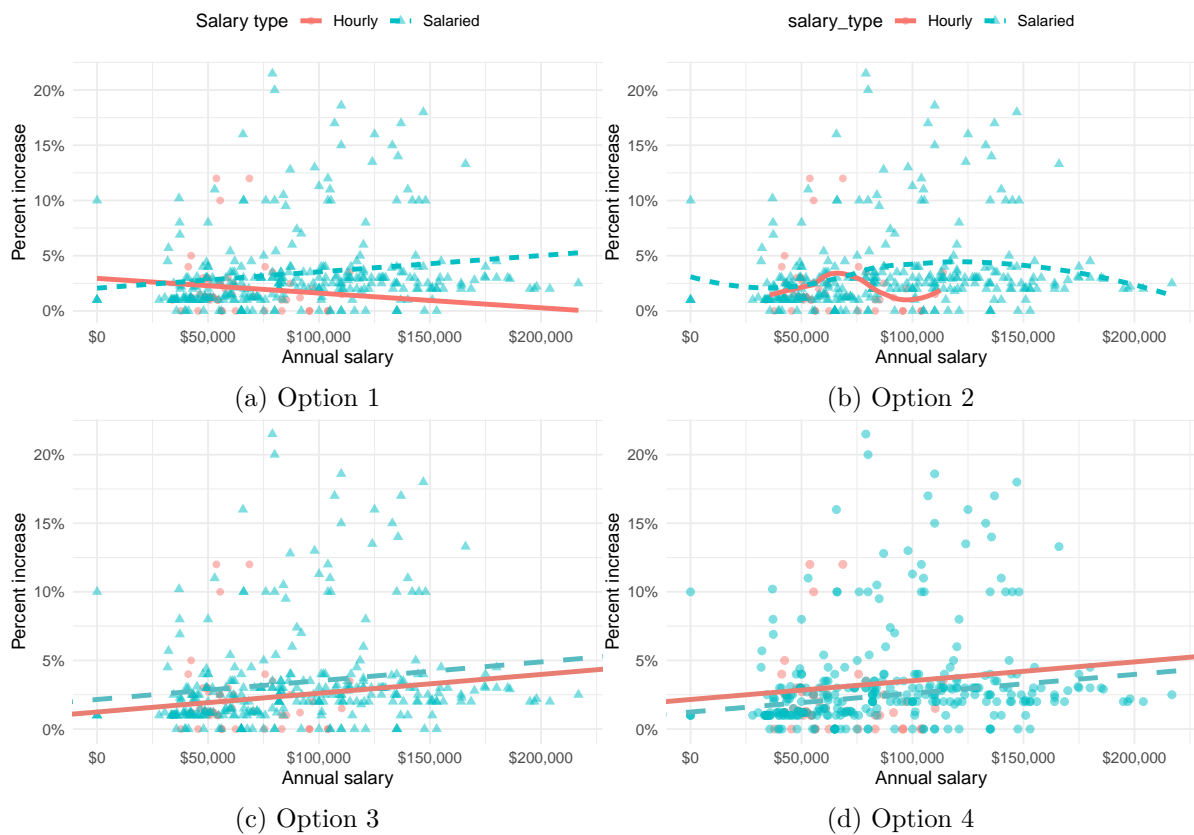 Salary type Hourly Salaried
Percent increase
20%
15%
10%
5%
0%
$0 $50,000 $100,000 $150,000 $200,000
Annual salary
(a) Option 1
salary_type Hourly Salaried
Percent increase
20%
15%
10%
5%
0%
$0 $50,000 $100,000 $150,000 $200,000
Annual salary
(b) Option 2
Percent increase
20%
15%
10%
5%
0%
$0 $50,000 $100,000 $150,000 $200,000
Annual salary
(c) Option 3
Percent increase
20%
15%
10%
5%
0%
$0 $50,000 $100,000 $150,000 $200,000
Annual salary
(d) Option 4